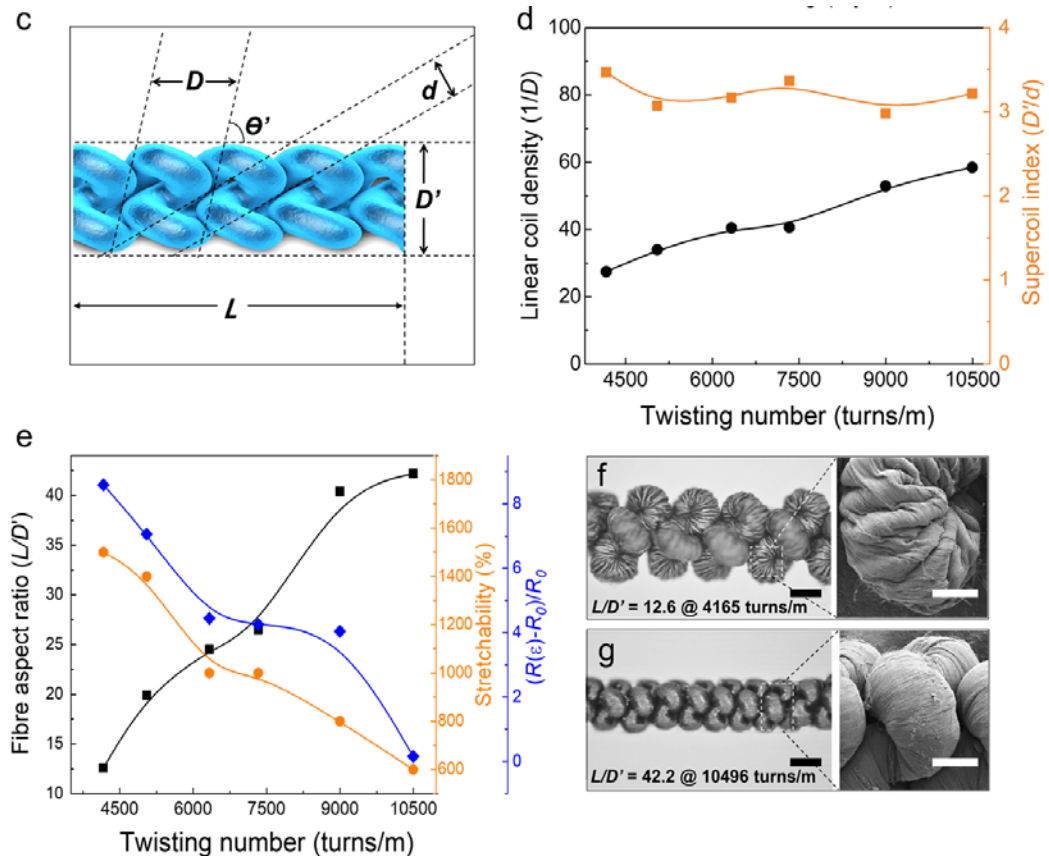 c
D
d
Θ'
D'
L
d
100
80
60
40
20
0
Linear coil density (1/D)
4
3
2
1
0
Supercoil index (D'/d)
4500 6000 7500 9000 10500
Twisting number (turns/m)
e
40
35
30
25
20
15
10
Fibre aspect ratio (L/D')
1800
1600
1400
1200
1000
800
600
Stretchability (%)
8
6
4
2
0
(R(ε)-R0)/R0
4500 6000 7500 9000 10500
Twisting number (turns/m)
f
L/D' = 12.6 @ 4165 turns/m
g
L/D' = 42.2 @ 10496 turns/m